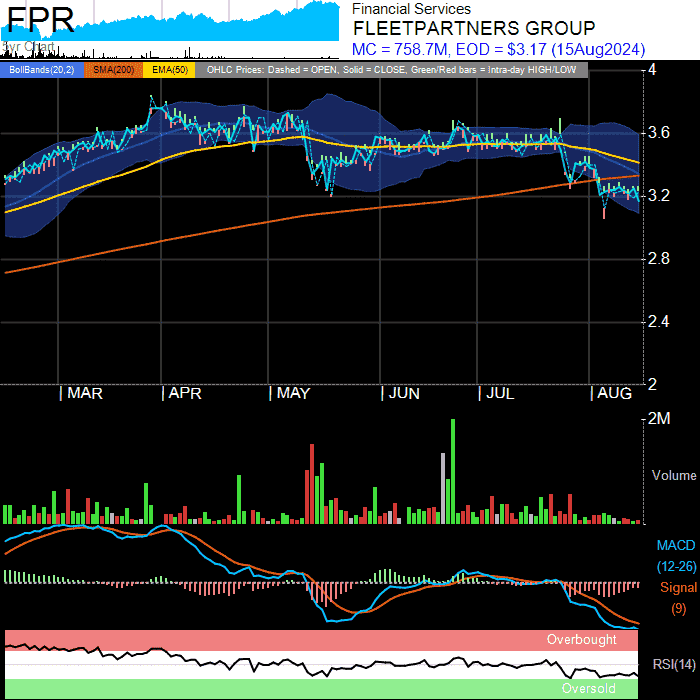 FPR
3yr Chart
Financial Services
FLEETPARTNERS GROUP
MC = 758.7M, EOD = $3.17 (15Aug2024)
BollBands(20,2) SMA(200) EMA(50) OHLC Prices: Dashed = OPEN, Solid = CLOSE, Green/Red bars = Intra-day HIGH/LOW
4
3.6
3.2
2.8
2.4
2
| MAR | APR | MAY | JUN | JUL | AUG
2M
Volume
MACD
(12-26)
Signal
(9)
Overbought
RSI(14)
Oversold